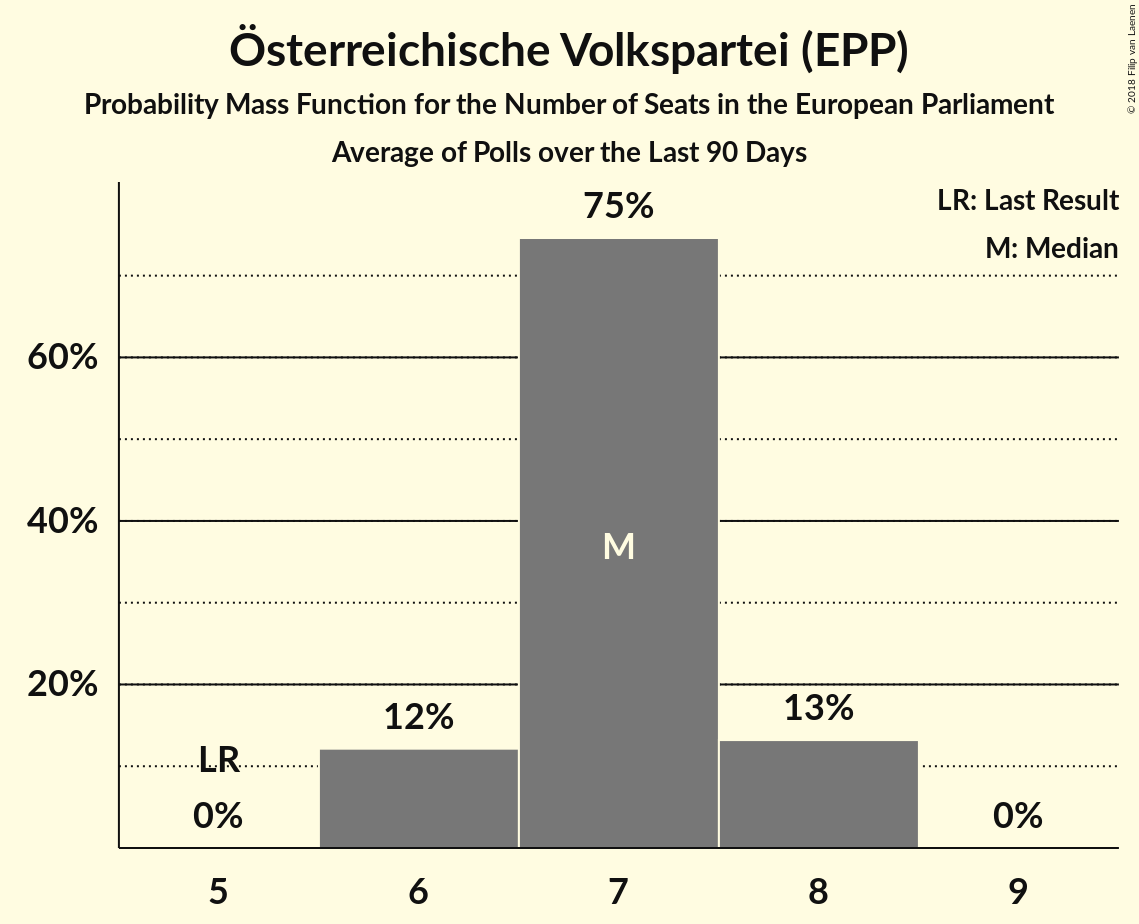 Österreichische Volkspartei (EPP)
Probability Mass Function for the Number of Seats in the European Parliament
Average of Polls over the Last 90 Days
© 2018 Filip van Laenen
LR: Last Result
M: Median
75%
60%
40%
20%
M
12%
13%
LR
0%
0%
5 6 7 8 9